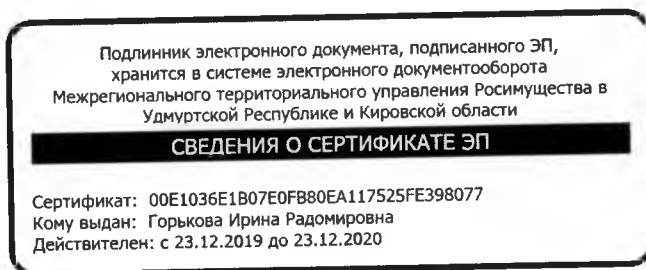 Подлинник электронного документа, подписанного ЭП,
хранится в системе электронного документооборота
Межрегионального территориального управления Росимущества в
Удмуртской Республике и Кировской области
СВЕДЕНИЯ О СЕРТИФИКАТЕ ЭП
Сертификат: 00E1036E1B07E0FB80EA117525FE398077
Кому выдан: Горькова Ирина Радомировна
Действителен: с 23.12.2019 до 23.12.2020